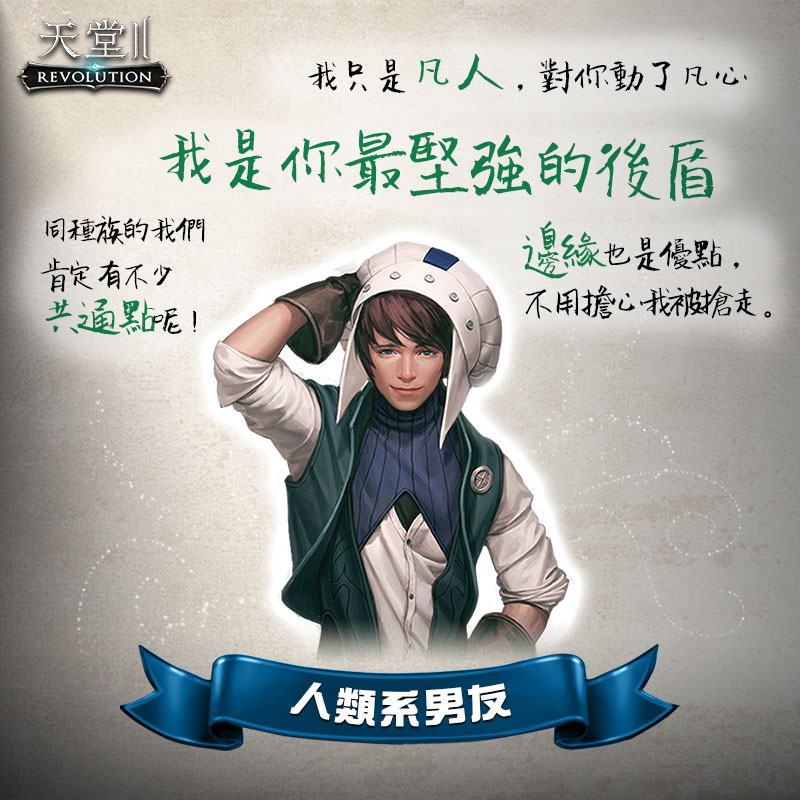 天堂II
REVOLUTION
我只是凡人，對你動了凡心
我是你最堅強的後盾
同種族的我們
肯定有不少
共通點呢！
邊緣也是優點，
不用擔心我被搶走。
人類系男友